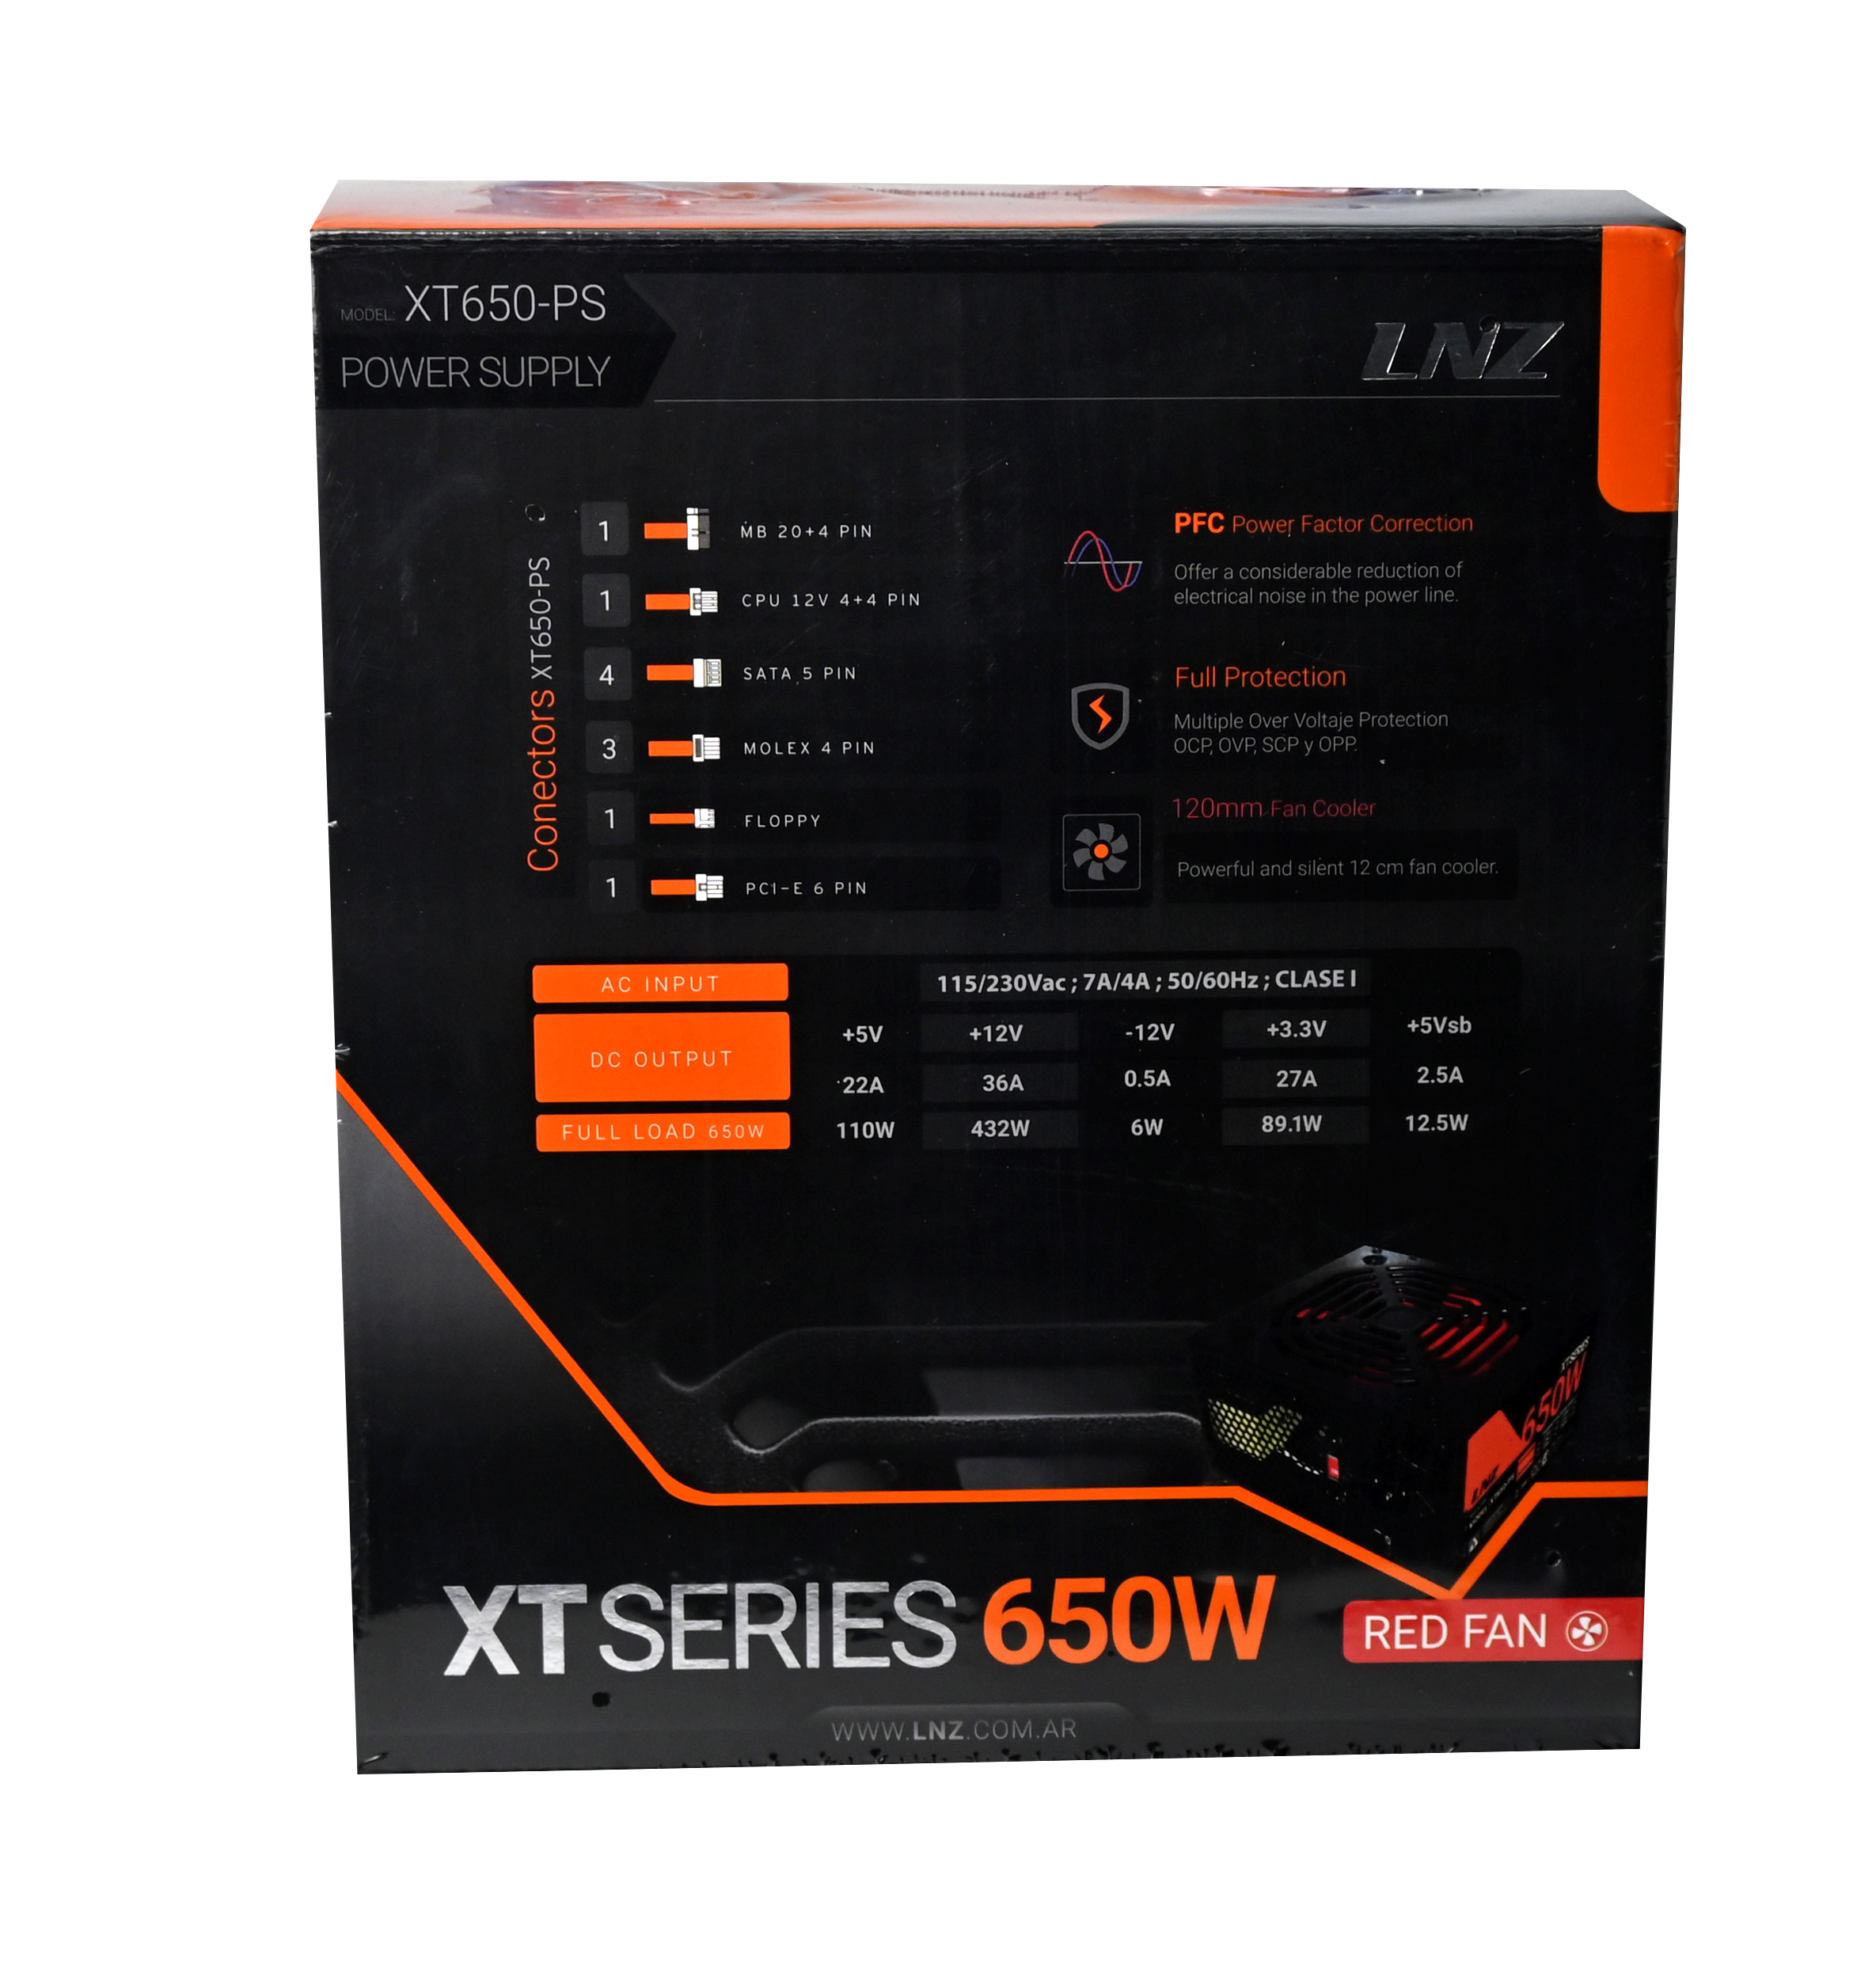 MODEL: XT650-PS
POWER SUPPLY
LNZ
Conectors XT650-PS
1 MB 20+4 PIN
1 CPU 12V 4+4 PIN
4 SATA 5 PIN
3 MOLEX 4 PIN
1 FLOPPY
1 PCI-E 6 PIN
PFC Power Factor Correction
Offer a considerable reduction of
electrical noise in the power line.
Full Protection
Multiple Over Voltaje Protection
OCP, OVP, SCP y OPP.
120mm Fan Cooler
Powerful and silent 12 cm fan cooler.
AC INPUT 115/230Vac ; 7A/4A ; 50/60Hz ; CLASE I
DC OUTPUT
+5V +12V -12V +3.3V +5Vsb
22A 36A 0.5A 27A 2.5A
FULL LOAD 650W 110W 432W 6W 89.1W 12.5W
XT SERIES
650W
LNZ
XTSERIES 650W
RED FAN
WWW.LNZ.COM.AR